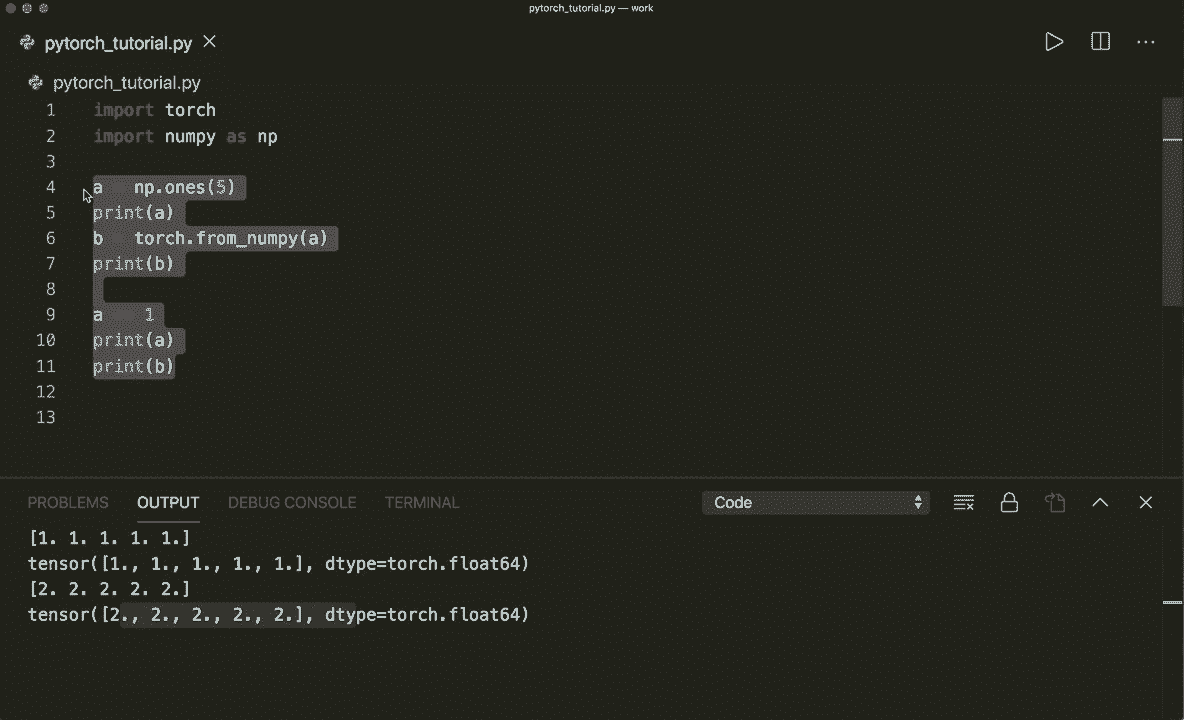 pytorch_tutorial.py — work
pytorch_tutorial.py
pytorch_tutorial.py
1 import torch
2 import numpy as np
3
4 a np.ones(5)
5 print(a)
6 b torch.from_numpy(a)
7 print(b)
8
9 a 1
10 print(a)
11 print(b)
12
13
PROBLEMS OUTPUT DEBUG CONSOLE TERMINAL Code
[1. 1. 1. 1. 1.]
tensor([1., 1., 1., 1., 1.], dtype=torch.float64)
[2. 2. 2. 2. 2.]
tensor([2., 2., 2., 2., 2.], dtype=torch.float64)